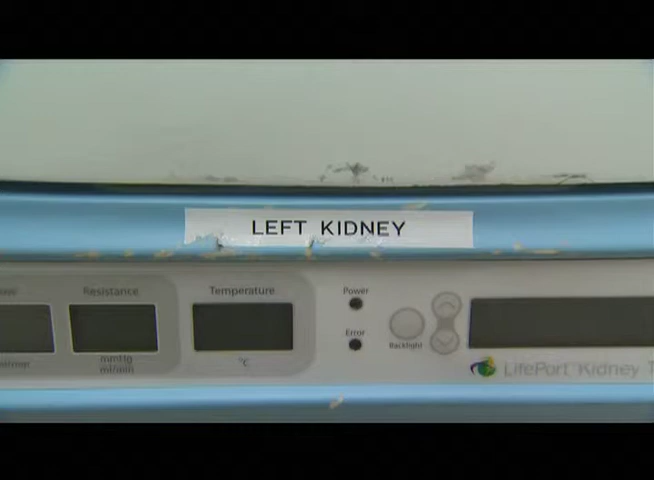 LEFT KIDNEY
Resistance
mmHg
ml/min
Temperature
°C
Power
Error
Backlight
LifePort Kidney T